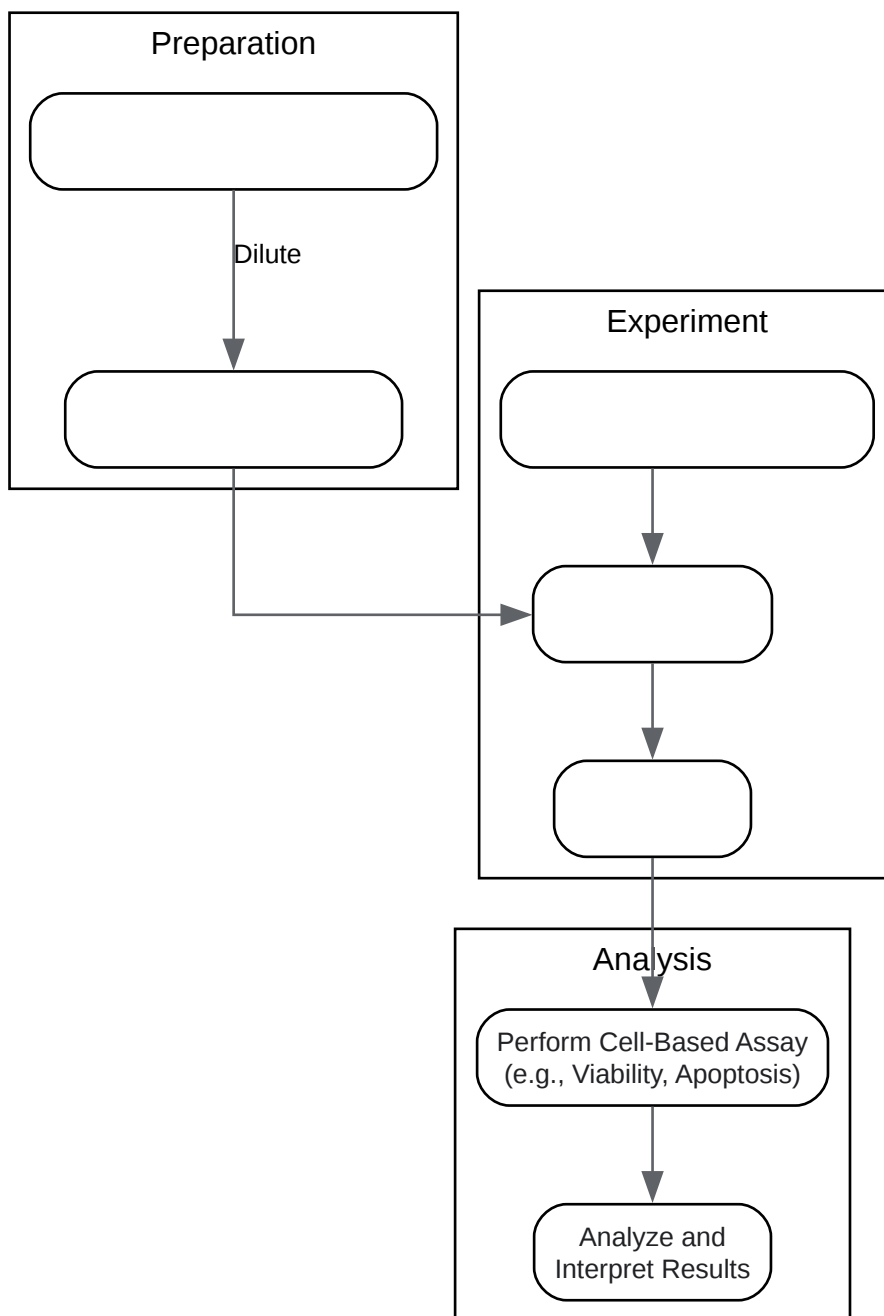 Preparation
Dilute
Experiment
Analysis
Perform Cell-Based Assay
(e.g., Viability, Apoptosis)
Analyze and
Interpret Results